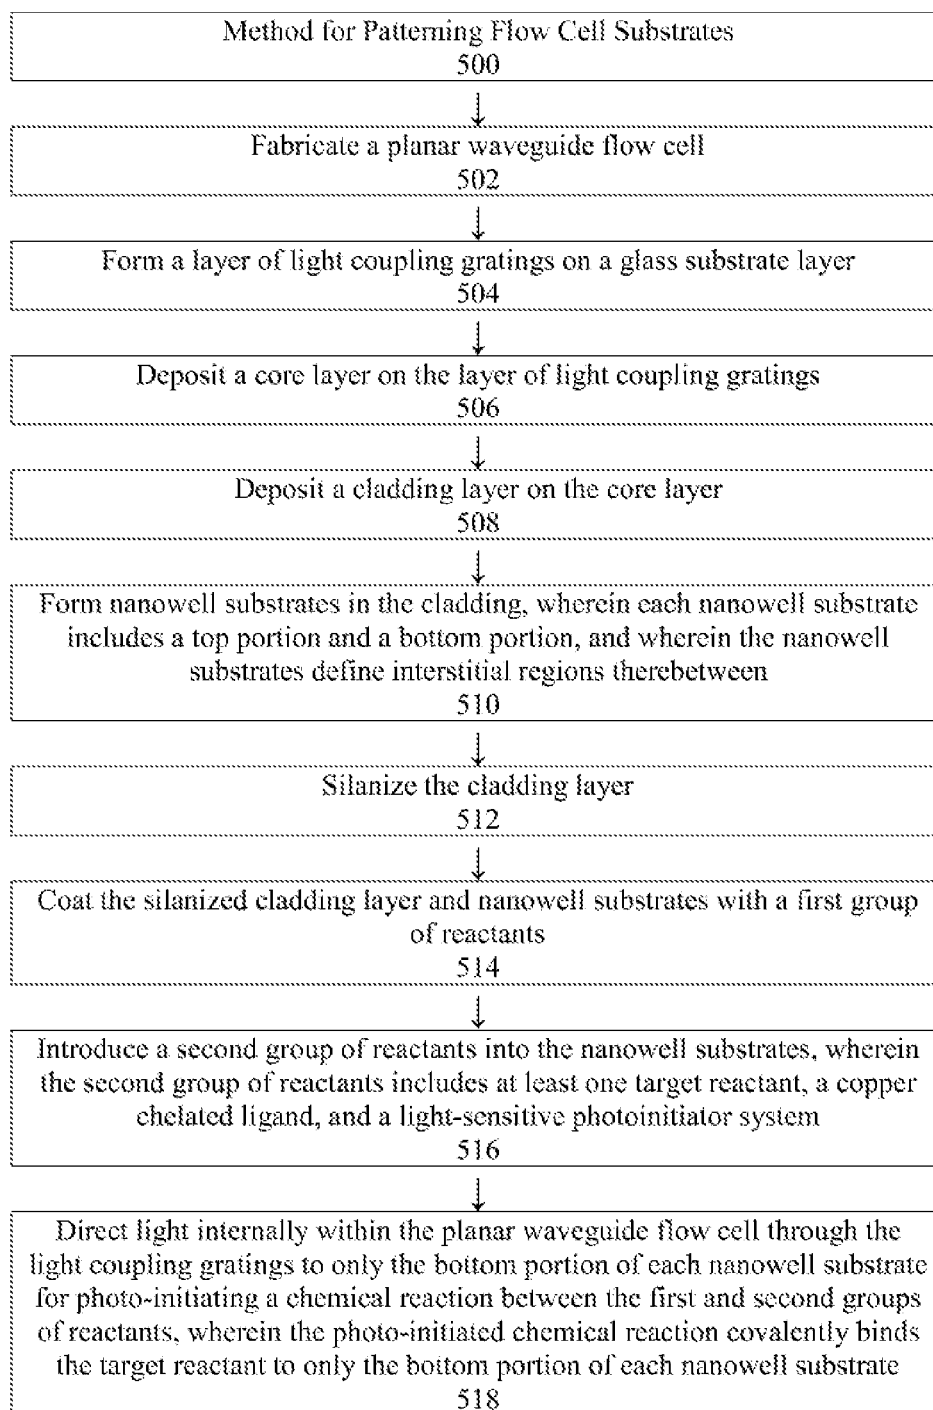 Method for Patterning Flow Cell Substrates
500
Fabricate a planar waveguide flow cell
502
Form a layer of light coupling gratings on a glass substrate layer
504
Deposit a core layer on the layer of light coupling gratings
506
Deposit a cladding layer on the core layer
508
Form nanowell substrates in the cladding, wherein each nanowell substrate
includes a top portion and a bottom portion, and wherein the nanowell
substrates define interstitial regions therebetween
510
Silanize the cladding layer
512
Coat the silanized cladding layer and nanowell substrates with a first group
of reactants
514
Introduce a second group of reactants into the nanowell substrates, wherein
the second group of reactants includes at least one target reactant, a copper
chelated ligand, and a light-sensitive photoinitiator system
516
Direct light internally within the planar waveguide flow cell through the
light coupling gratings to only the bottom portion of each nanowell substrate
for photo-initiating a chemical reaction between the first and second groups
of reactants, wherein the photo-initiated chemical reaction covalently binds
the target reactant to only the bottom portion of each nanowell substrate
518